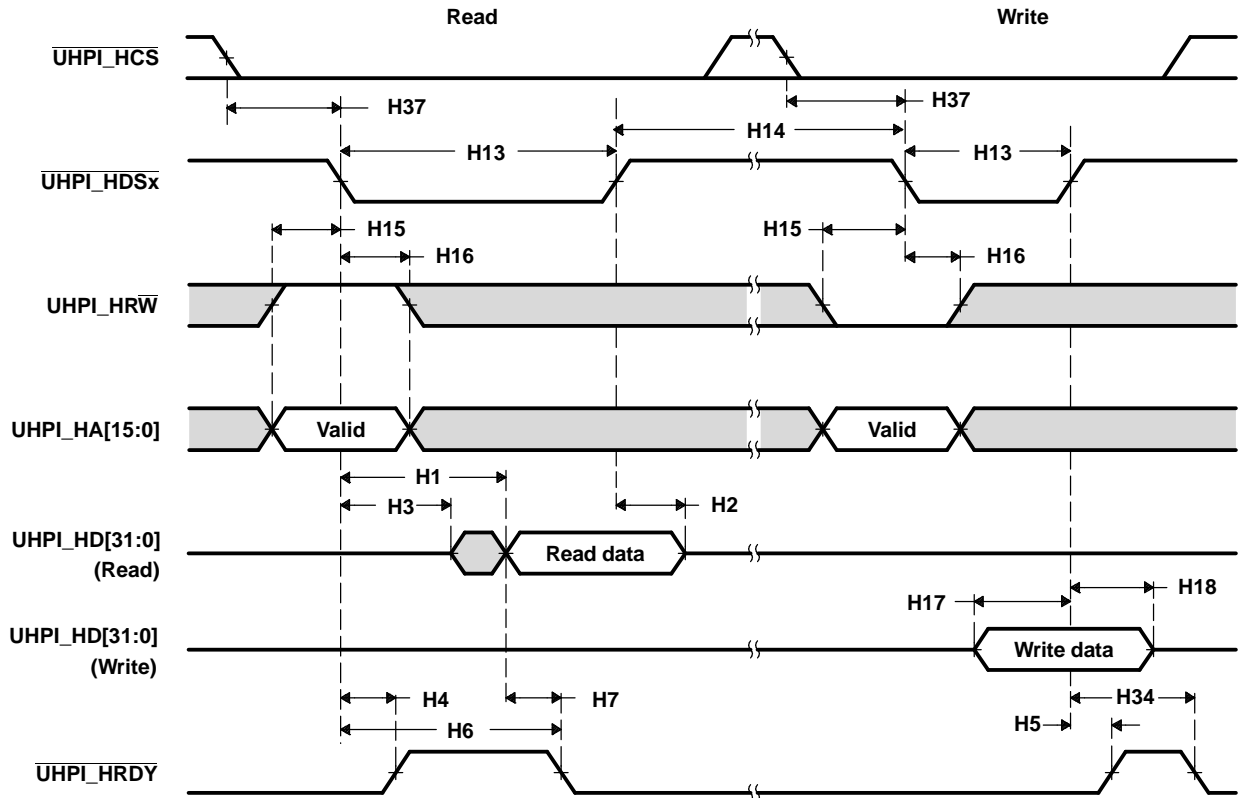 Read Write
UHPI_HCS
H37 H37
H14
H13 H13
UHPI_HDSx
H15 H15
H16 H16
UHPI_HRW
UHPI_HA[15:0] Valid Valid
H1
H3 H2
UHPI_HD[31:0]
(Read)
Read data
H17 H18
UHPI_HD[31:0]
(Write)
Write data
H4 H7 H34
H6 H5
UHPI_HRDY